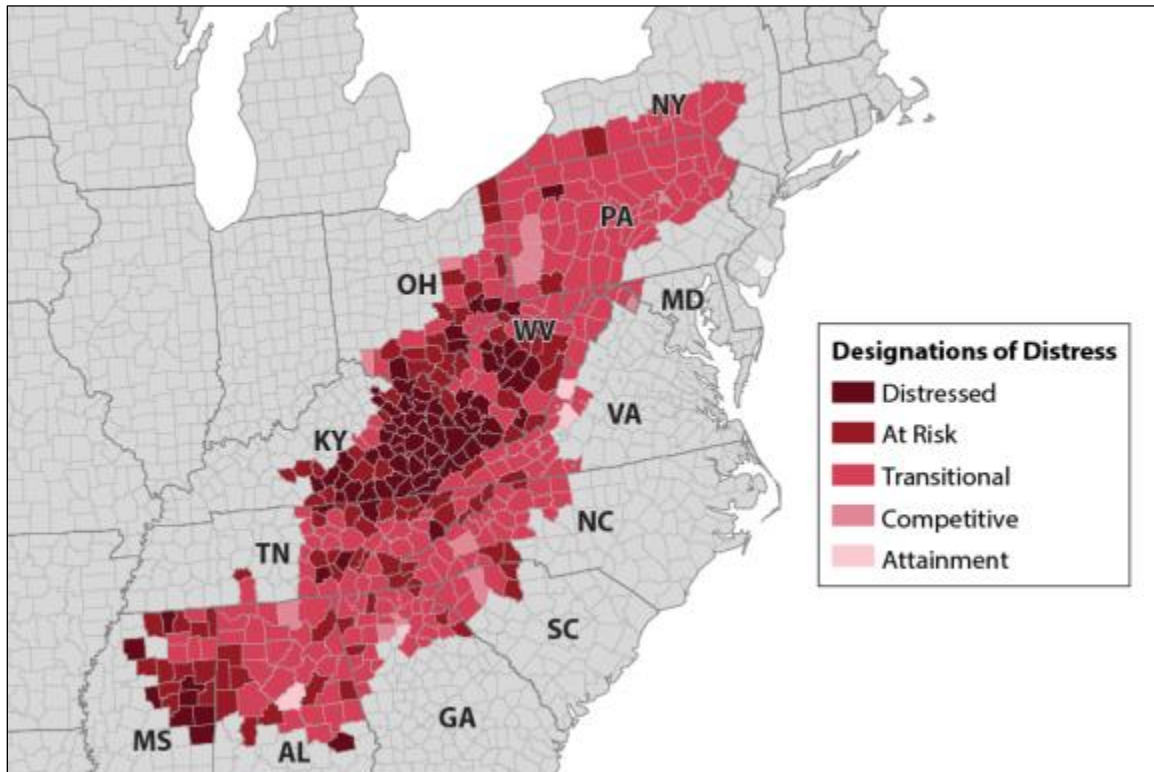 NY
PA
OH
MD
WV
VA
KY
NC
TN
SC
GA
MS
AL
Designations of Distress
Distressed
At Risk
Transitional
Competitive
Attainment